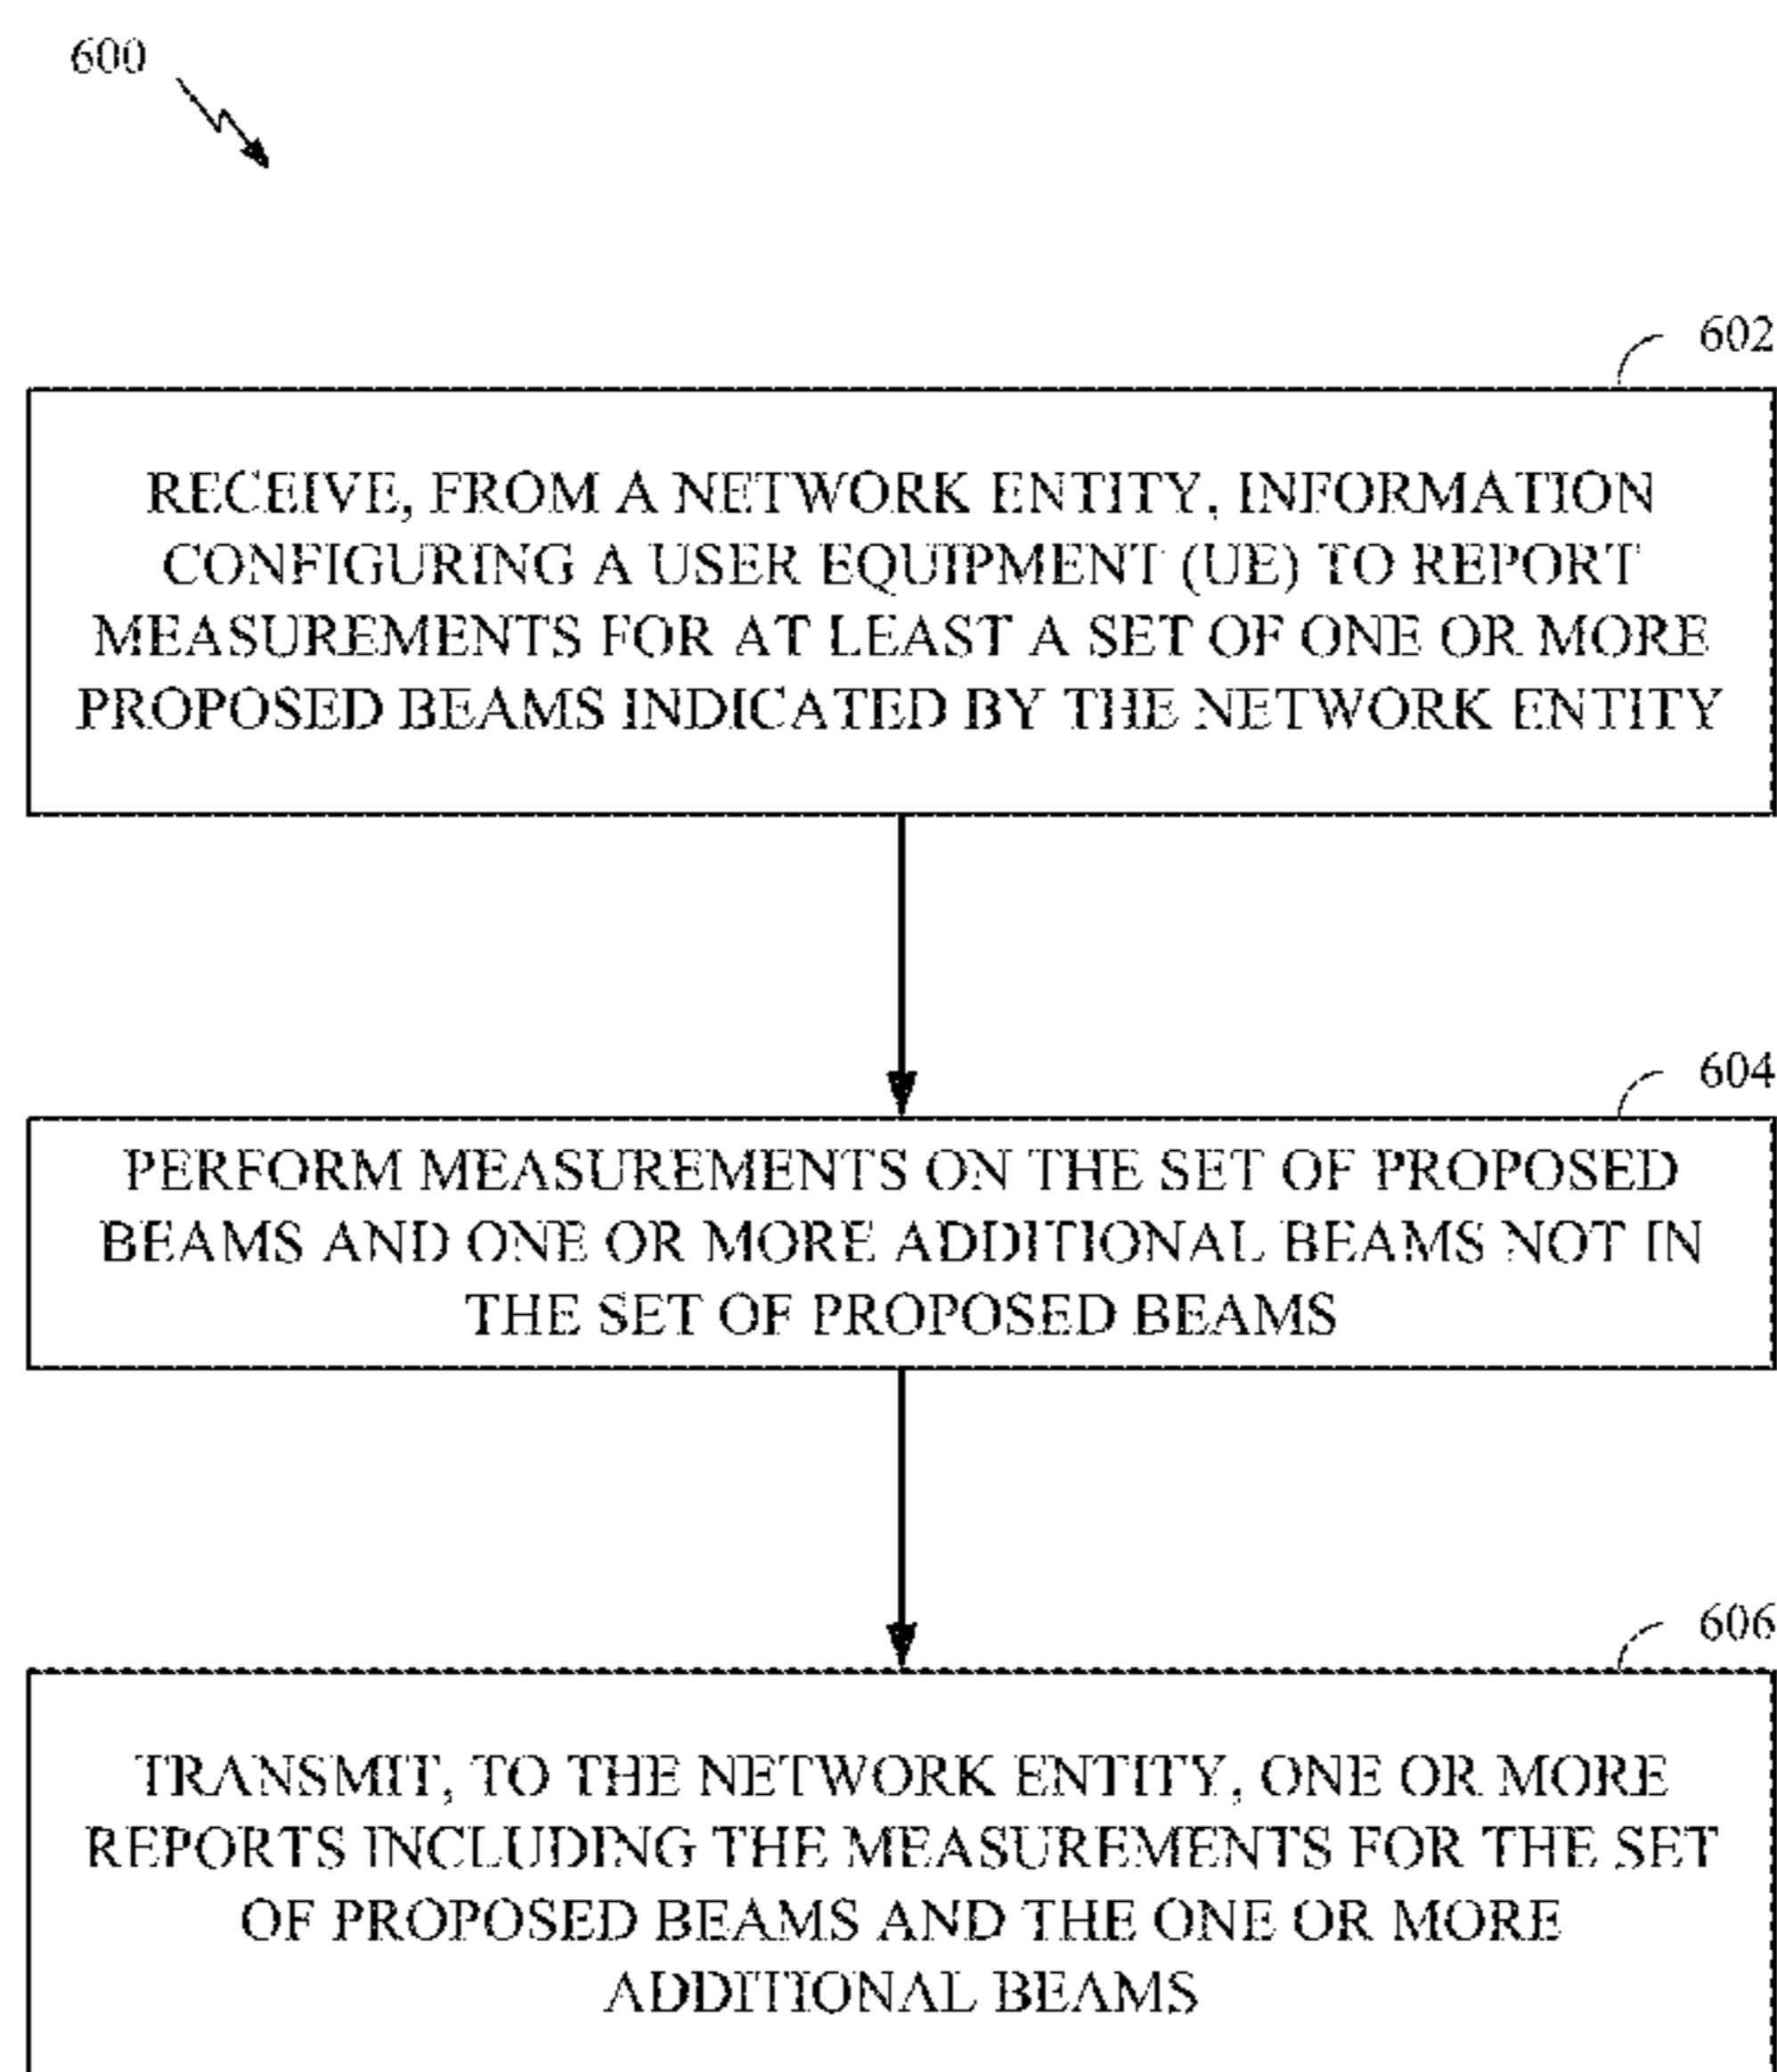 600
602
RECEIVE, FROM A NETWORK ENTITY, INFORMATION
CONFIGURING A USER EQUIPMENT (UE) TO REPORT
MEASUREMENTS FOR AT LEAST A SET OF ONE OR MORE
PROPOSED BEAMS INDICATED BY THE NETWORK ENTITY
604
PERFORM MEASUREMENTS ON THE SET OF PROPOSED
BEAMS AND ONE OR MORE ADDITIONAL BEAMS NOT IN
THE SET OF PROPOSED BEAMS
606
TRANSMIT, TO THE NETWORK ENTITY, ONE OR MORE
REPORTS INCLUDING THE MEASUREMENTS FOR THE SET
OF PROPOSED BEAMS AND THE ONE OR MORE
ADDITIONAL BEAMS